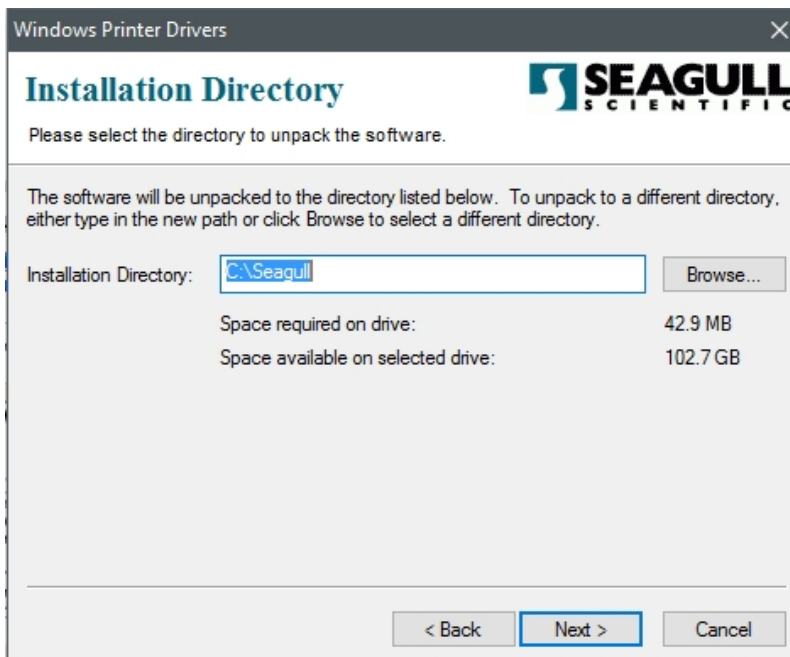 Windows Printer Drivers
Installation Directory
SEAGULL
SCIENTIFIC
Please select the directory to unpack the software.
The software will be unpacked to the directory listed below. To unpack to a different directory,
either type in the new path or click Browse to select a different directory.
Installation Directory: C:\Seagull Browse...
Space required on drive: 42.9 MB
Space available on selected drive: 102.7 GB
< Back Next > Cancel